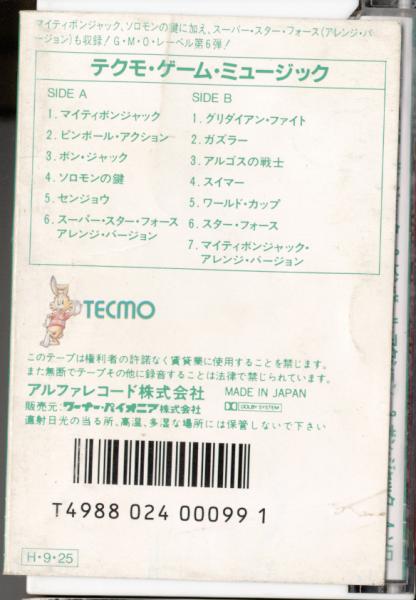 マイティボンジャック、ソロモンの鍵に加え、スーパー・スター・フォース(アレンジ・バ
ージョン)も収録! G・M・O・レーベル第6弾!
テクモ・ゲーム・ミュージック
SIDE A
1. マイティボンジャック
2. ピンボール・アクション
3. ボン・ジャック
4. ソロモンの鍵
5. センジョウ
6. スーパー・スター・フォース
アレンジ・バージョン
SIDE B
1. グリダイアン・ファイト
2. ガズラー
3. アルゴスの戦士
4. スイマー
5. ワールド・カップ
6. スター・フォース
7. マイティボンジャック・
アレンジ・バージョン
TECMO
このテープは権利者の許諾なく賃貸業に使用することを禁じます。
また無断でテープその他に録音することは法律で禁じられています。
アルファレコード株式会社 MADE IN JAPAN
販売元:ワーナー・パイオニア株式会社 DOLBY SYSTEM
直射日光の当る所、高温、多湿な場所には保管しないで下さい
T4988 024 00099 1
H・9・25